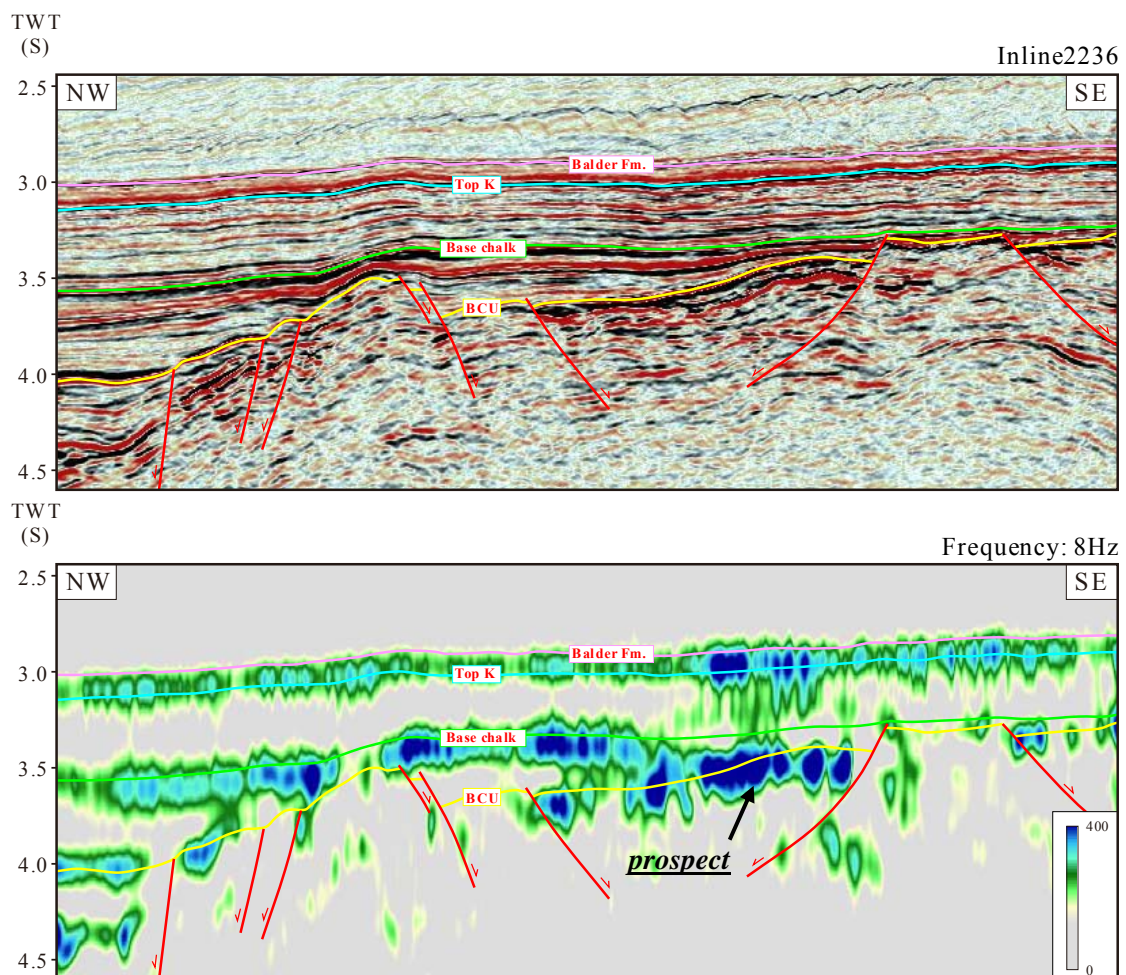 TWT
(S)
Inline2236
NW
SE
2.5
Balder Fm.
3.0
Top K
Base chalk
3.5
BCU
4.0
4.5
TWT
(S)
Frequency: 8Hz
NW
SE
2.5
Balder Fm.
3.0
Top K
Base chalk
3.5
BCU
400
prospect
4.0
4.5
0